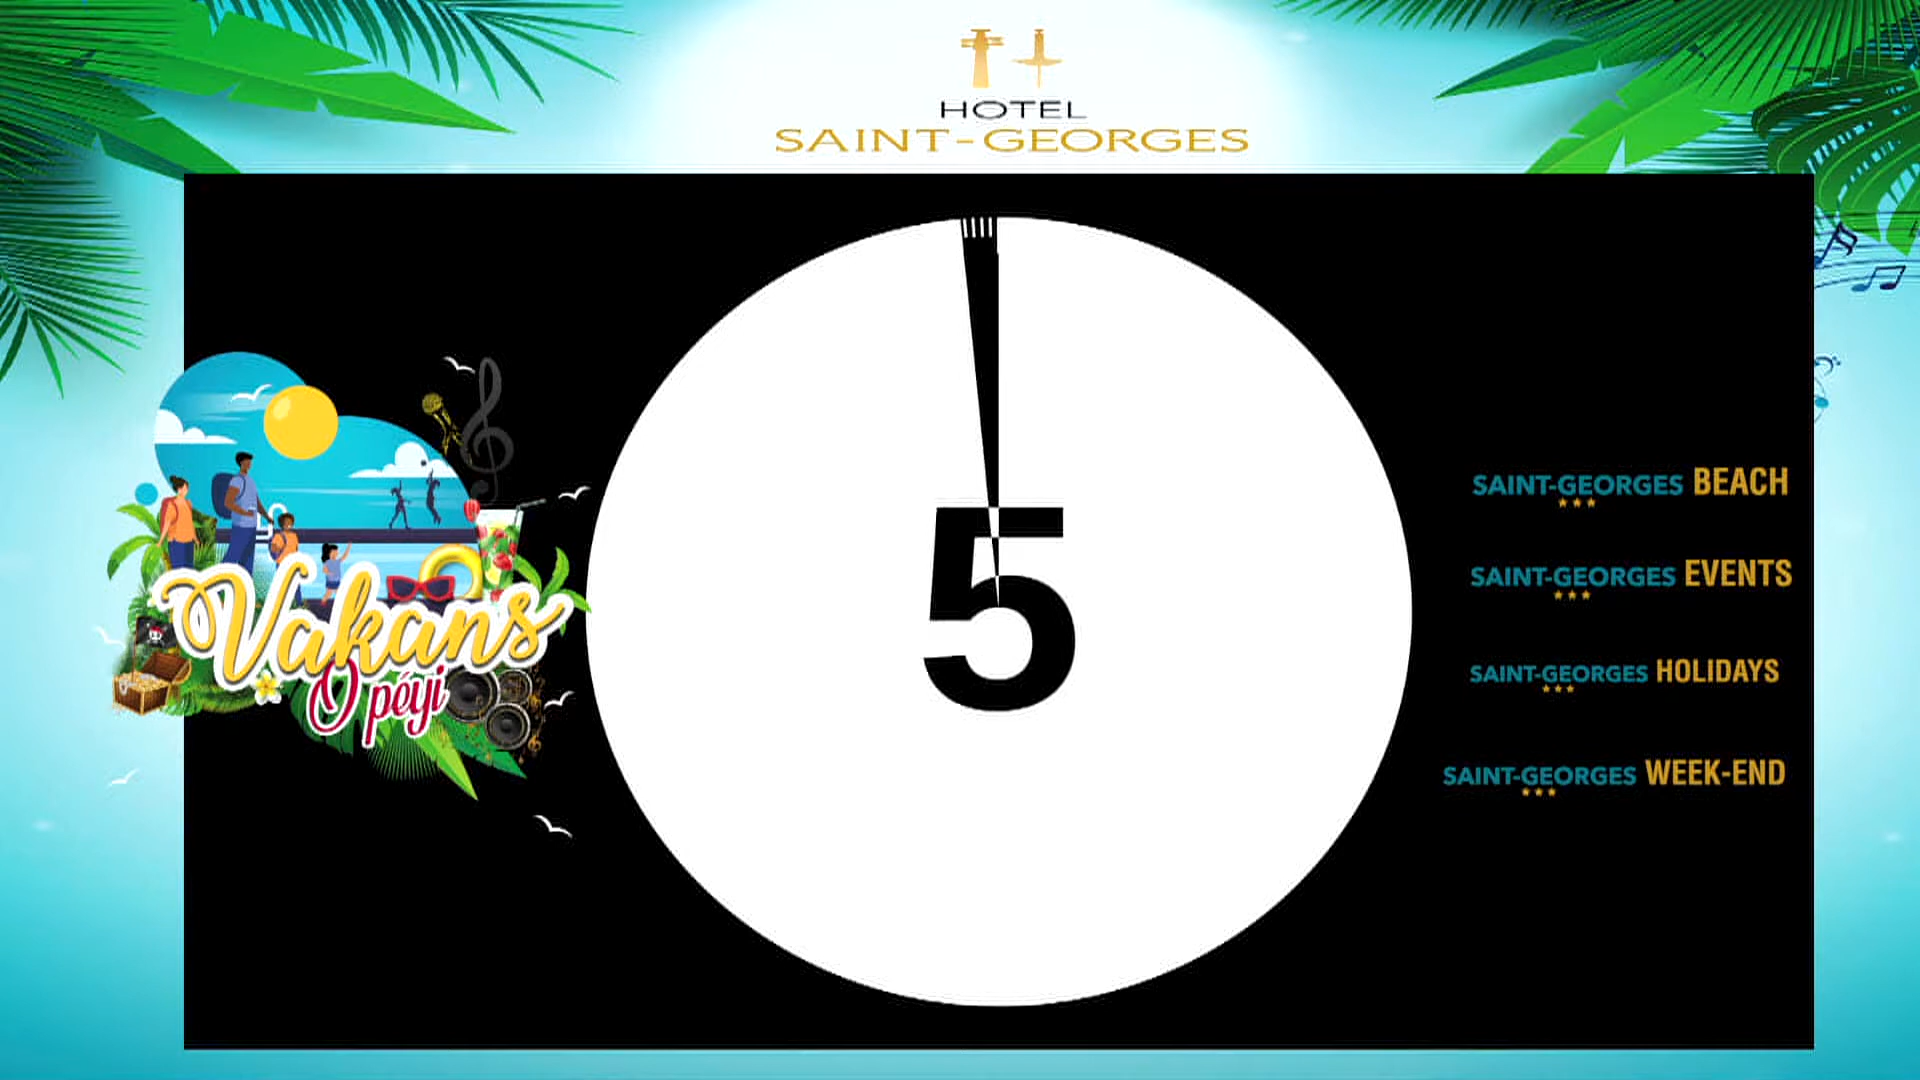 HOTEL
SAINT-GEORGES
5
Vakans
Ô péyi
SAINT-GEORGES BEACH
SAINT-GEORGES EVENTS
SAINT-GEORGES HOLIDAYS
SAINT-GEORGES WEEK-END